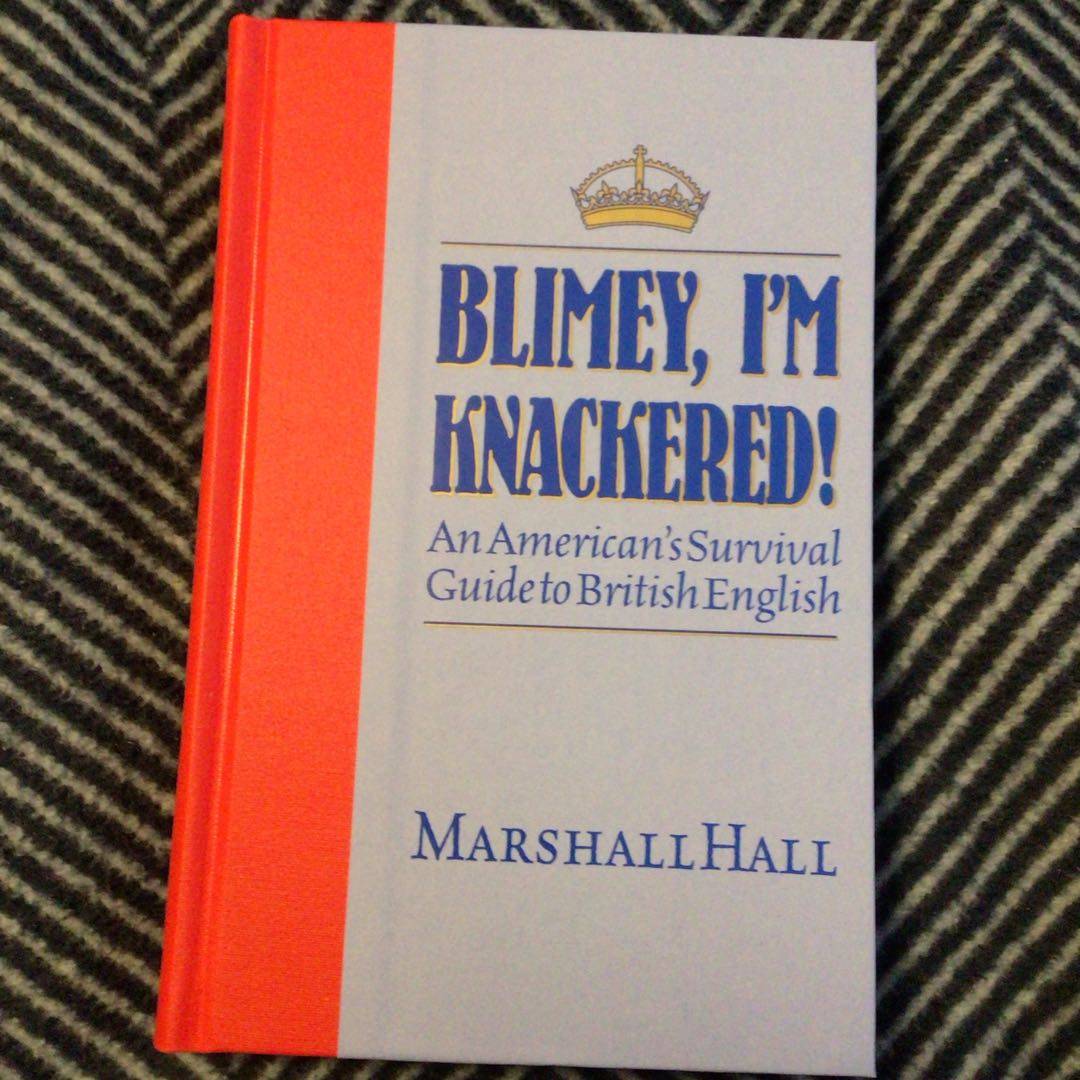 BLIMEY, I'M
KNACKERED!
An American's Survival
Guide to British English
MARSHALL HALL